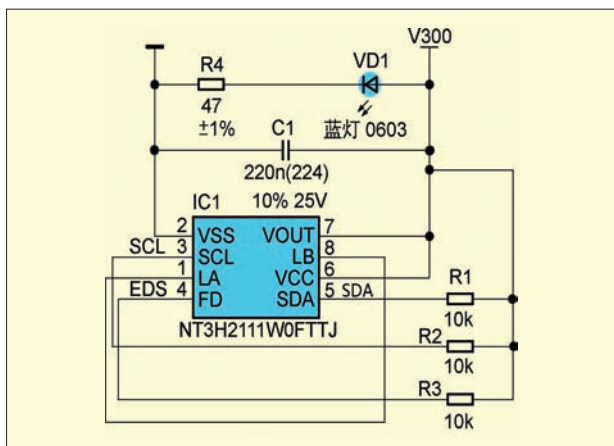 V300
R4
VD1
47
±1%
C1
蓝灯 0603
220n(224)
IC1
10% 25V
2
VSS
VOUT
7
SCL
3
SCL
LB
8
1
LA
VCC
6
EDS
4
FD
SDA
5
SDA
R1
NT3H2111W0FTTJ
10k
R2
10k
R3
10k